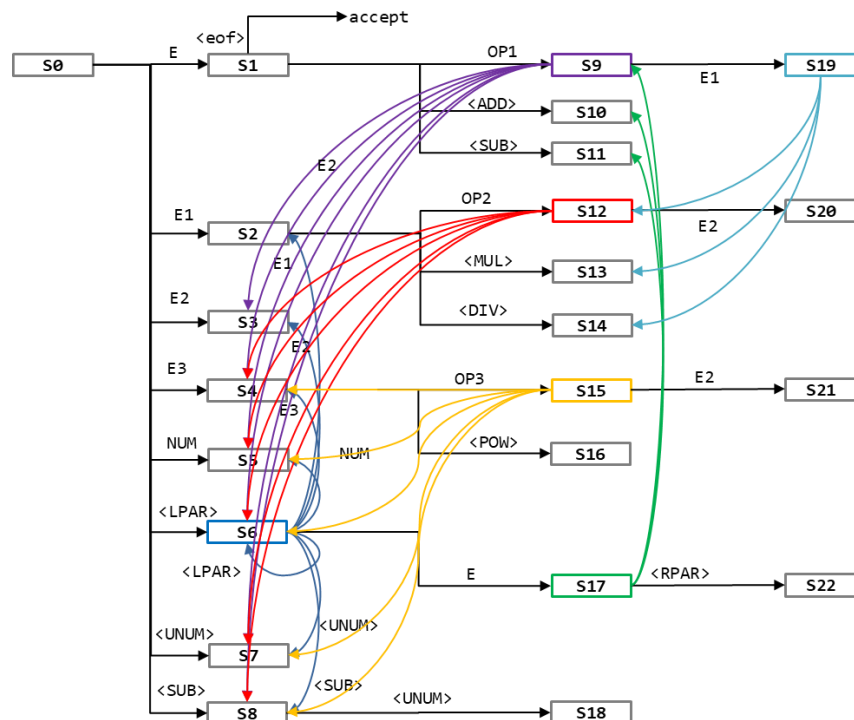 accept
<eof>
E
OP1
S0
S1
S9
E1
S19
<ADD>
S10
<SUB>
S11
E2
OP2
E1
S2
S12
E2
S20
E1
<MUL>
S13
E2
<DIV>
S3
S14
E2
E3
OP3
E2
S4
S15
S21
E3
NUM
NUM
<POW>
S5
S16
<LPAR>
S6
<LPAR>
E
<RPAR>
S17
S22
<UNUM>
<UNUM>
S7
<SUB>
<SUB>
<UNUM>
S8
S18